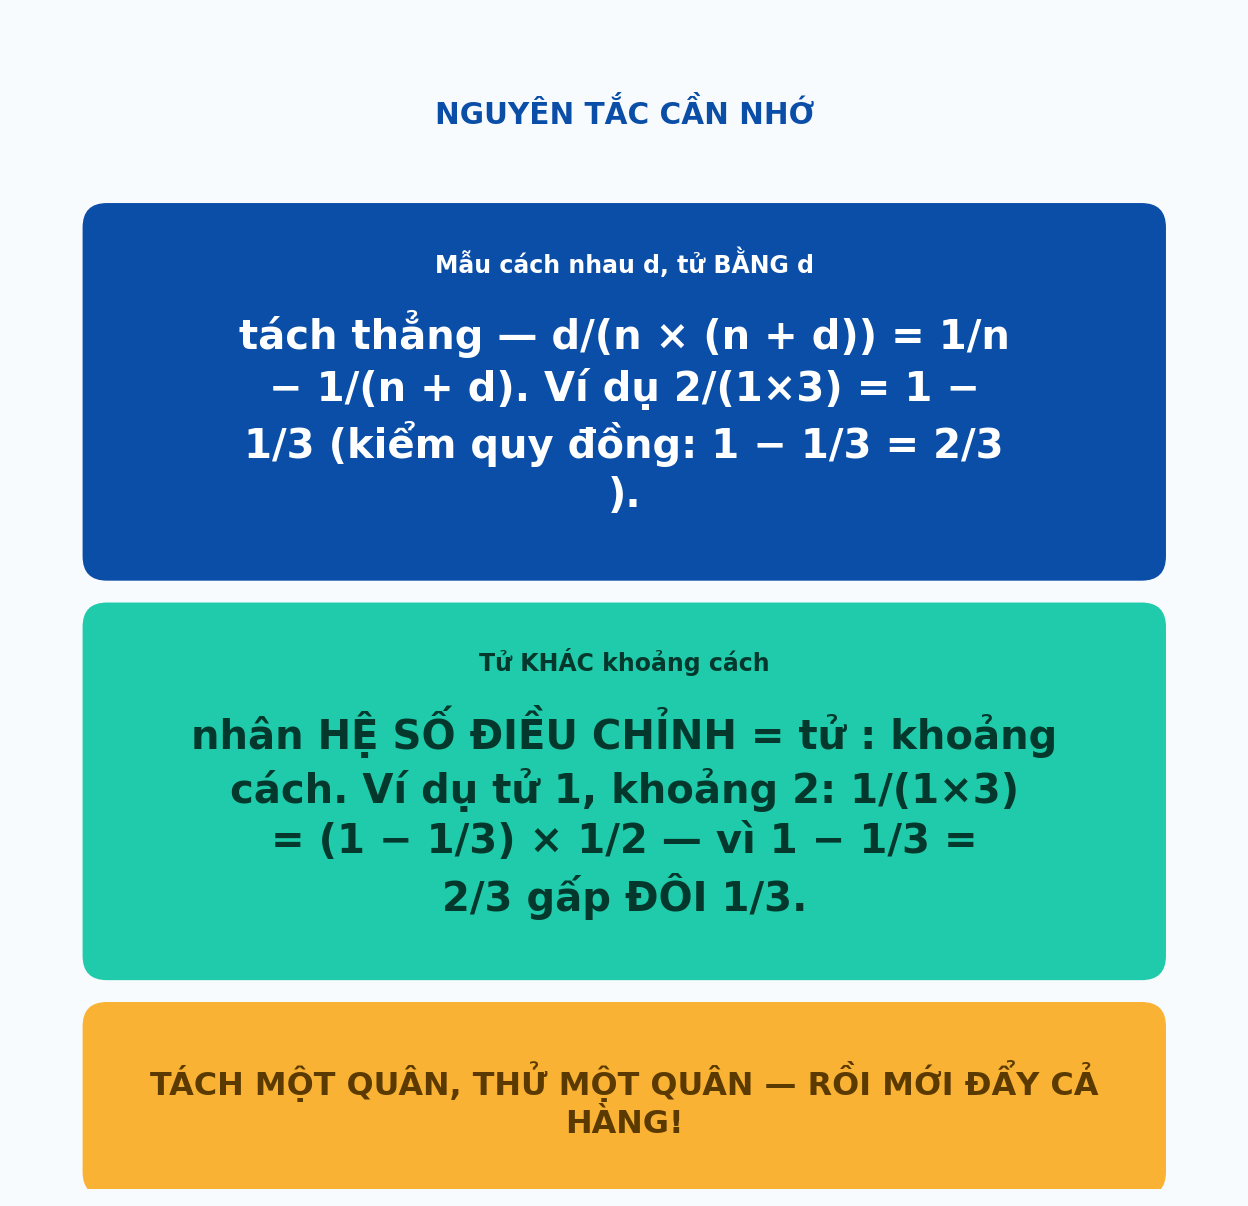 NGUYÊN TẮC CẦN NHỚ
Mẫu cách nhau d, tử BẰNG d
tách thẳng — d/(n × (n + d)) = 1/n
− 1/(n + d). Ví dụ 2/(1×3) = 1 −
1/3 (kiểm quy đồng: 1 − 1/3 = 2/3
).
Tử KHÁC khoảng cách
nhân HỆ SỐ ĐIỀU CHỈNH = tử : khoảng
cách. Ví dụ tử 1, khoảng 2: 1/(1×3)
= (1 − 1/3) × 1/2 — vì 1 − 1/3 =
2/3 gấp ĐÔI 1/3.
TÁCH MỘT QUÂN, THỬ MỘT QUÂN — RỒI MỚI ĐẨY CẢ
HÀNG!